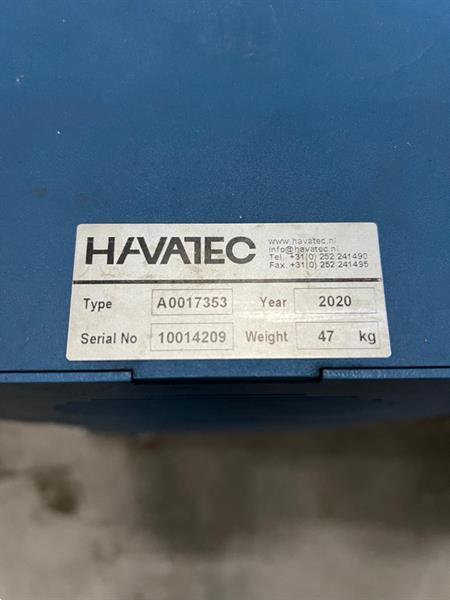 HAVATEC
www.havatec.nl
info@havatec.nl
Tel. +31(0) 252 241490
Fax. +31(0) 252 241495
Type A0017353 Year 2020
Serial No 10014209 Weight 47 kg